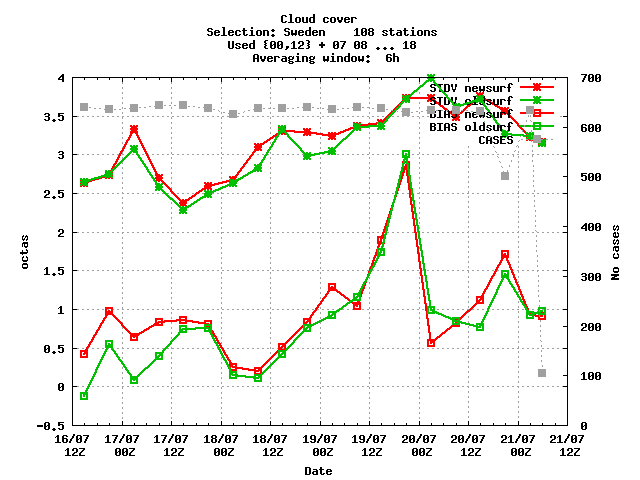 Cloud cover
Selection: Sweden 108 stations
Used {00,12} + 07 08 ... 18
Averaging window: 6h
STDV newsurf
STDV oldsurf
BIAS newsurf
BIAS oldsurf
CASES
4
3.5
3
2.5
2
1.5
1
0.5
0
-0.5
octas
700
600
500
400
300
200
100
0
No cases
16/07 17/07 17/07 18/07 18/07 19/07 19/07 20/07 20/07 21/07 21/07
12Z 00Z 12Z 00Z 12Z 00Z 12Z 00Z 12Z 00Z 12Z
Date